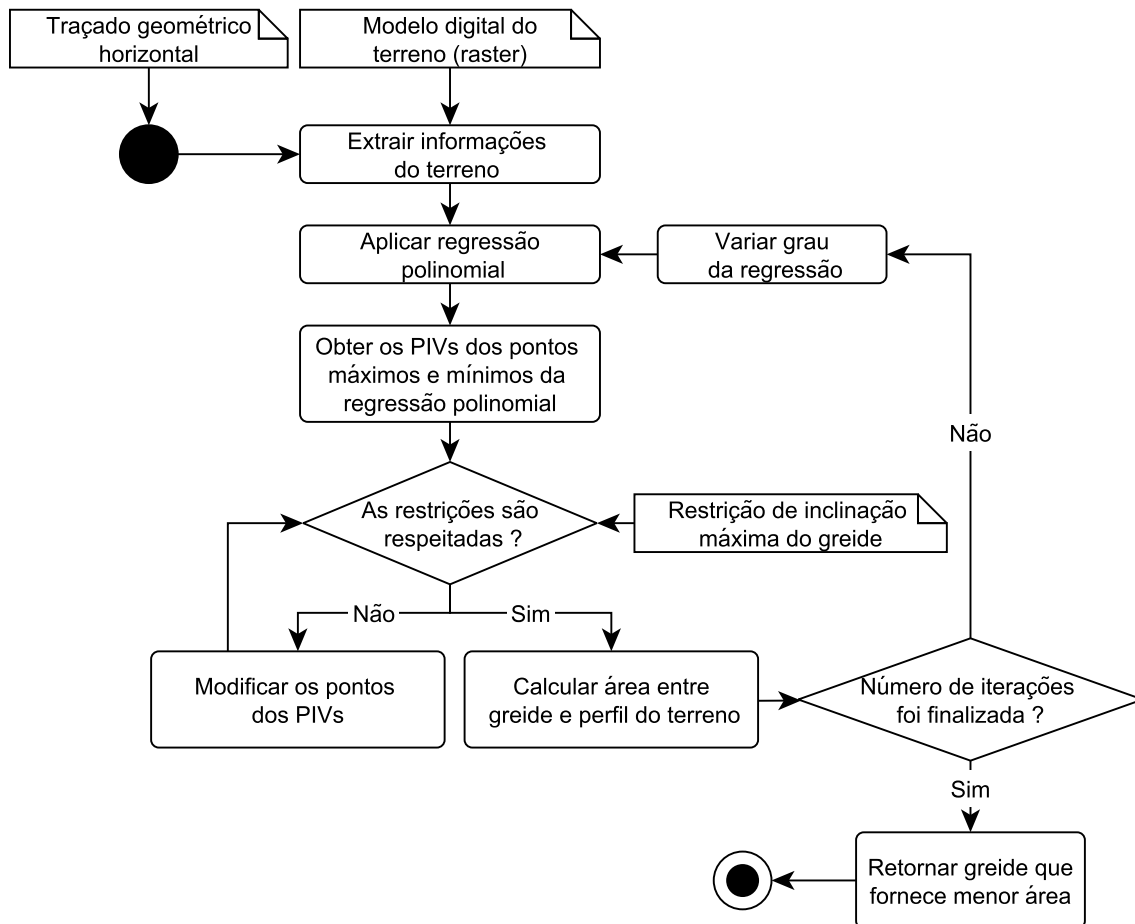 Traçado geométrico
horizontal
Modelo digital do
terreno (raster)
Extrair informações
do terreno
Aplicar regressão
polinomial
Variar grau
da regressão
Obter os PIVs dos pontos
máximos e mínimos da
regressão polinomial
Não
As restrições são
respeitadas ?
Restrição de inclinação
máxima do greide
Não
Sim
Modificar os pontos
dos PIVs
Calcular área entre
greide e perfil do terreno
Número de iterações
foi finalizada ?
Sim
Retornar greide que
fornece menor área